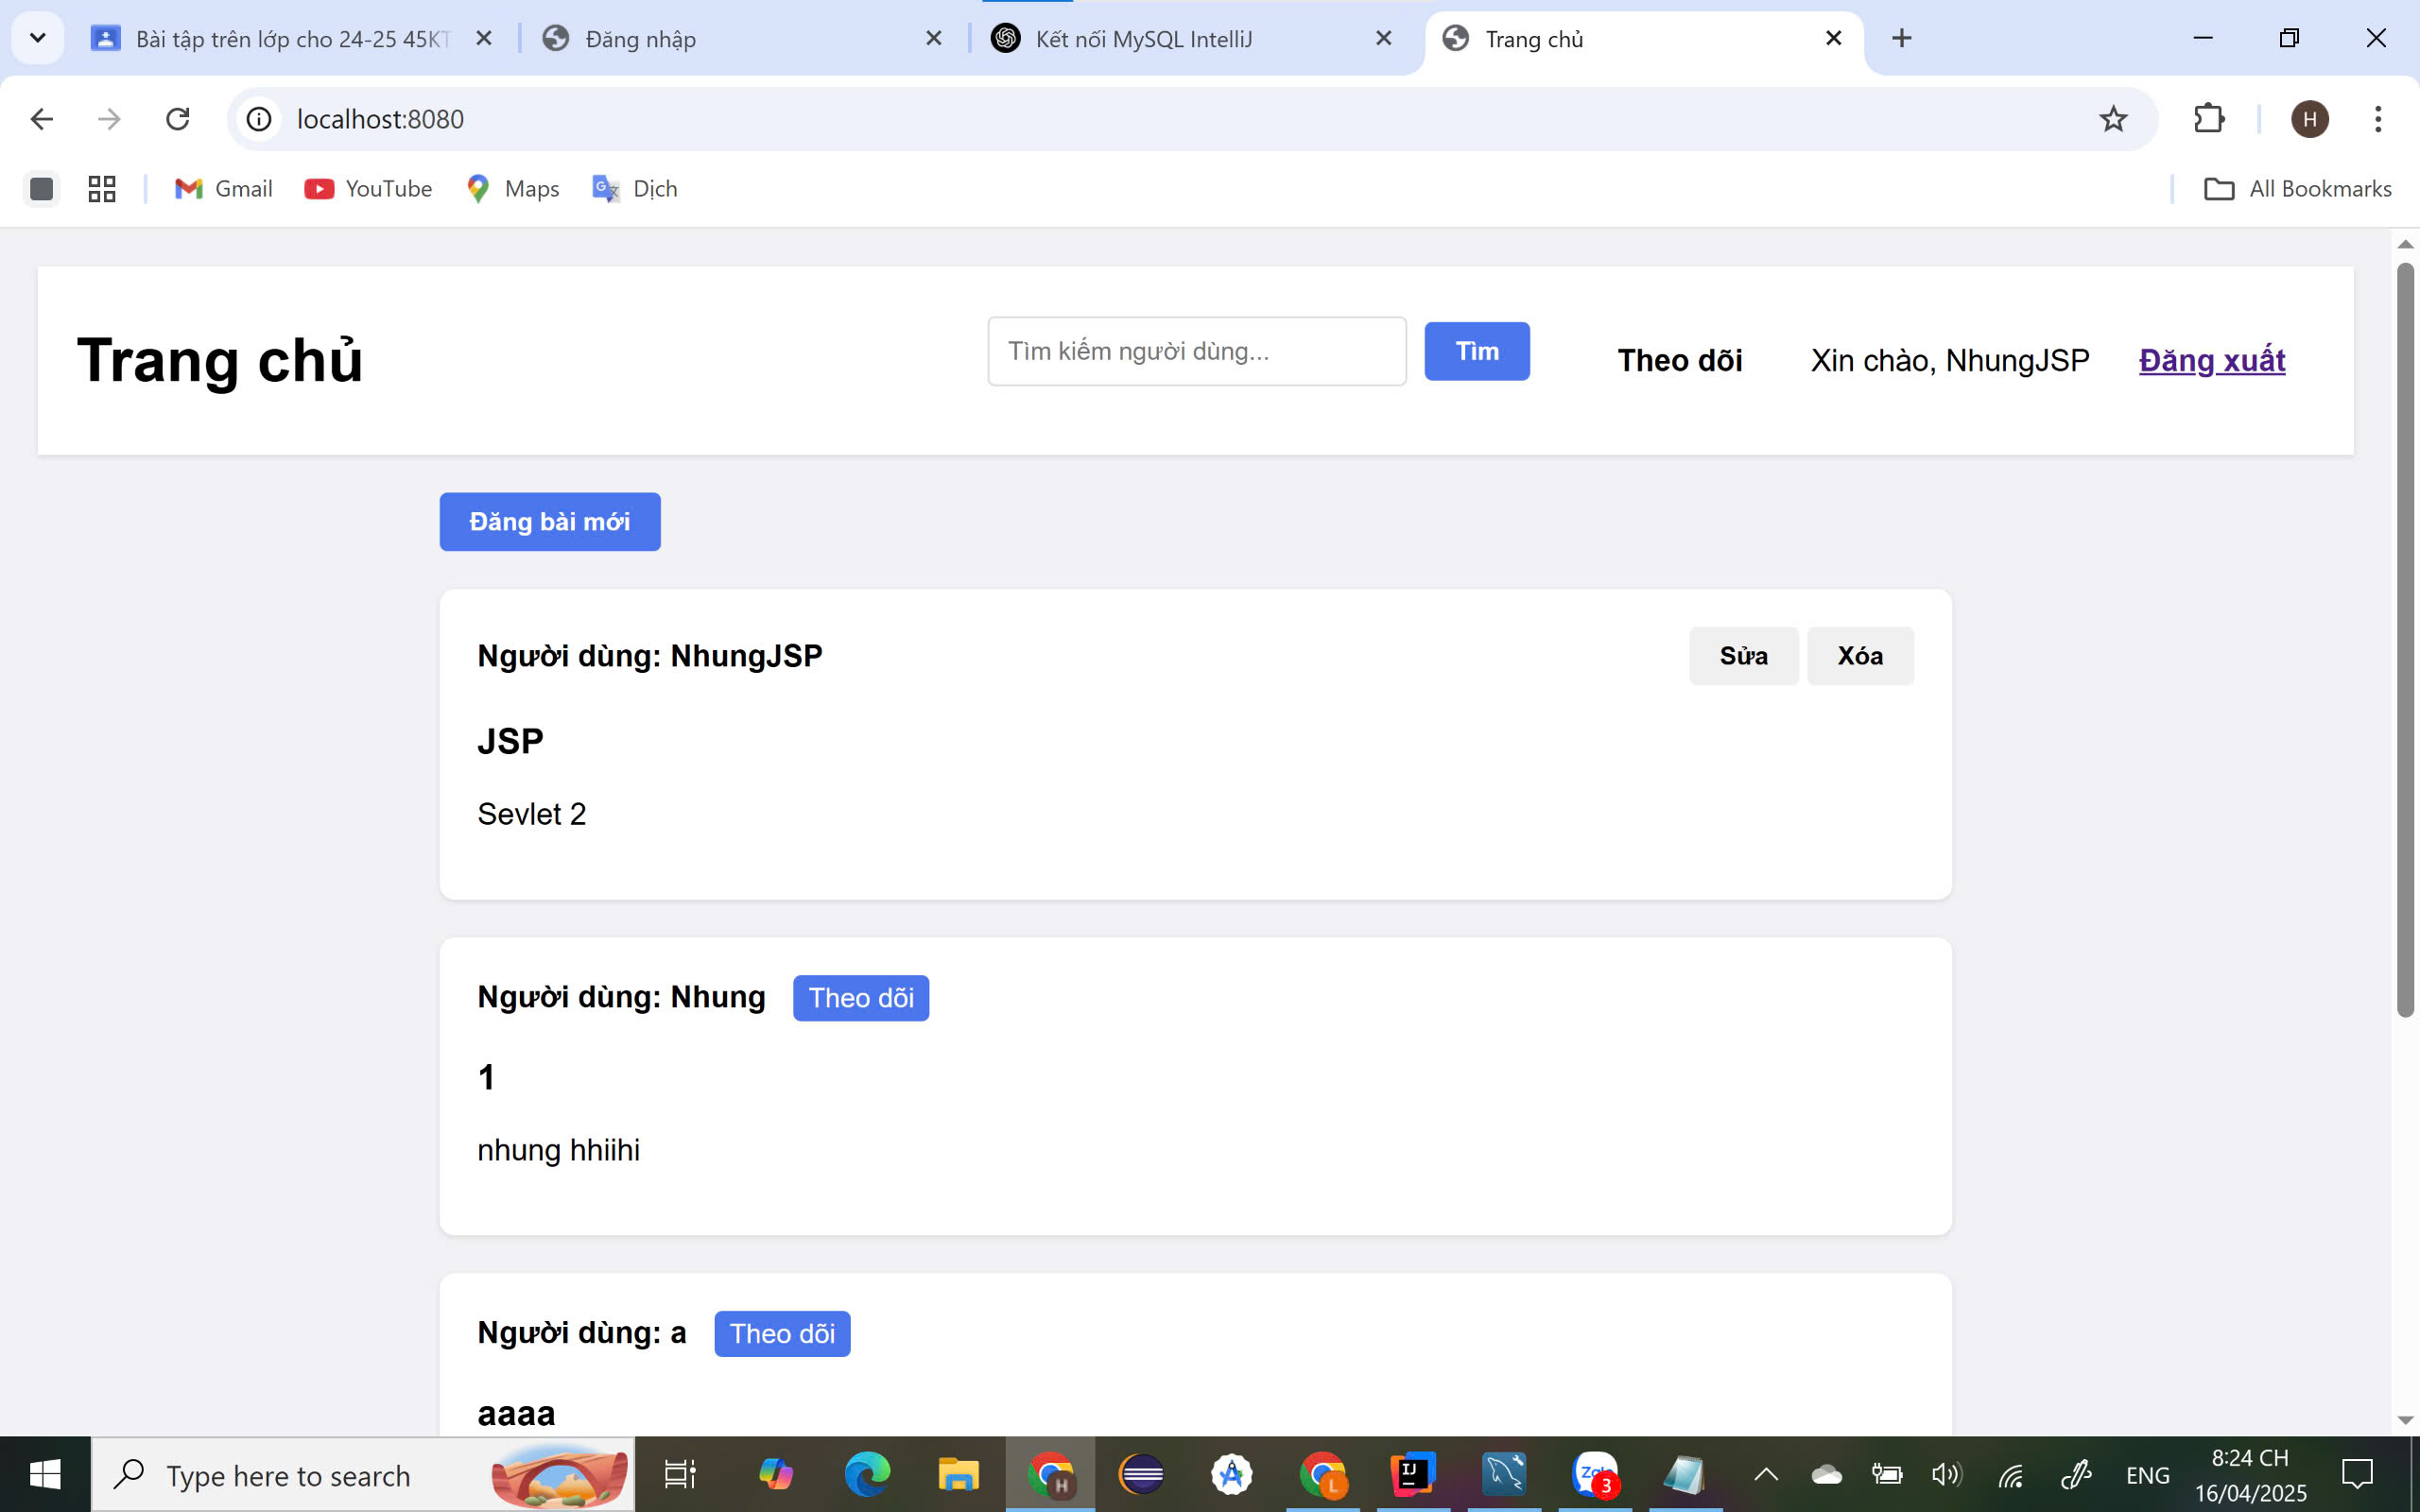 Bài tập trên lớp cho 24-25 45KT
Đăng nhập
Kết nối MySQL IntelliJ
Trang chủ
localhost:8080
H
Gmail
YouTube
Maps
Dịch
All Bookmarks
Trang chủ
Tìm kiếm người dùng...
Tìm
Theo dõi
Xin chào, NhungJSP
Đăng xuất
Đăng bài mới
Người dùng: NhungJSP
Sửa
Xóa
JSP
Sevlet 2
Người dùng: Nhung
Theo dõi
1
nhung hhiihi
Người dùng: a
Theo dõi
aaaa
Type here to search
H
L
IJ
Zalo
3
ENG
8:24 CH
16/04/2025